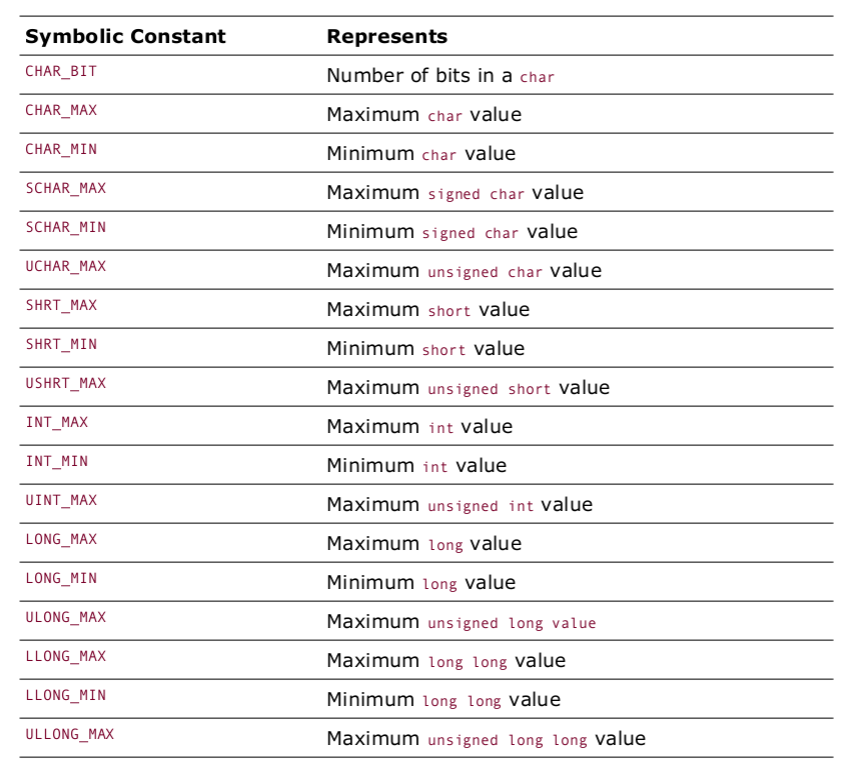 Symbolic Constant Represents
CHAR_BIT Number of bits in a char
CHAR_MAX Maximum char value
CHAR_MIN Minimum char value
SCHAR_MAX Maximum signed char value
SCHAR_MIN Minimum signed char value
UCHAR_MAX Maximum unsigned char value
SHRT_MAX Maximum short value
SHRT_MIN Minimum short value
USHRT_MAX Maximum unsigned short value
INT_MAX Maximum int value
INT_MIN Minimum int value
UINT_MAX Maximum unsigned int value
LONG_MAX Maximum long value
LONG_MIN Minimum long value
ULONG_MAX Maximum unsigned long value
LLONG_MAX Maximum long long value
LLONG_MIN Minimum long long value
ULLONG_MAX Maximum unsigned long long value